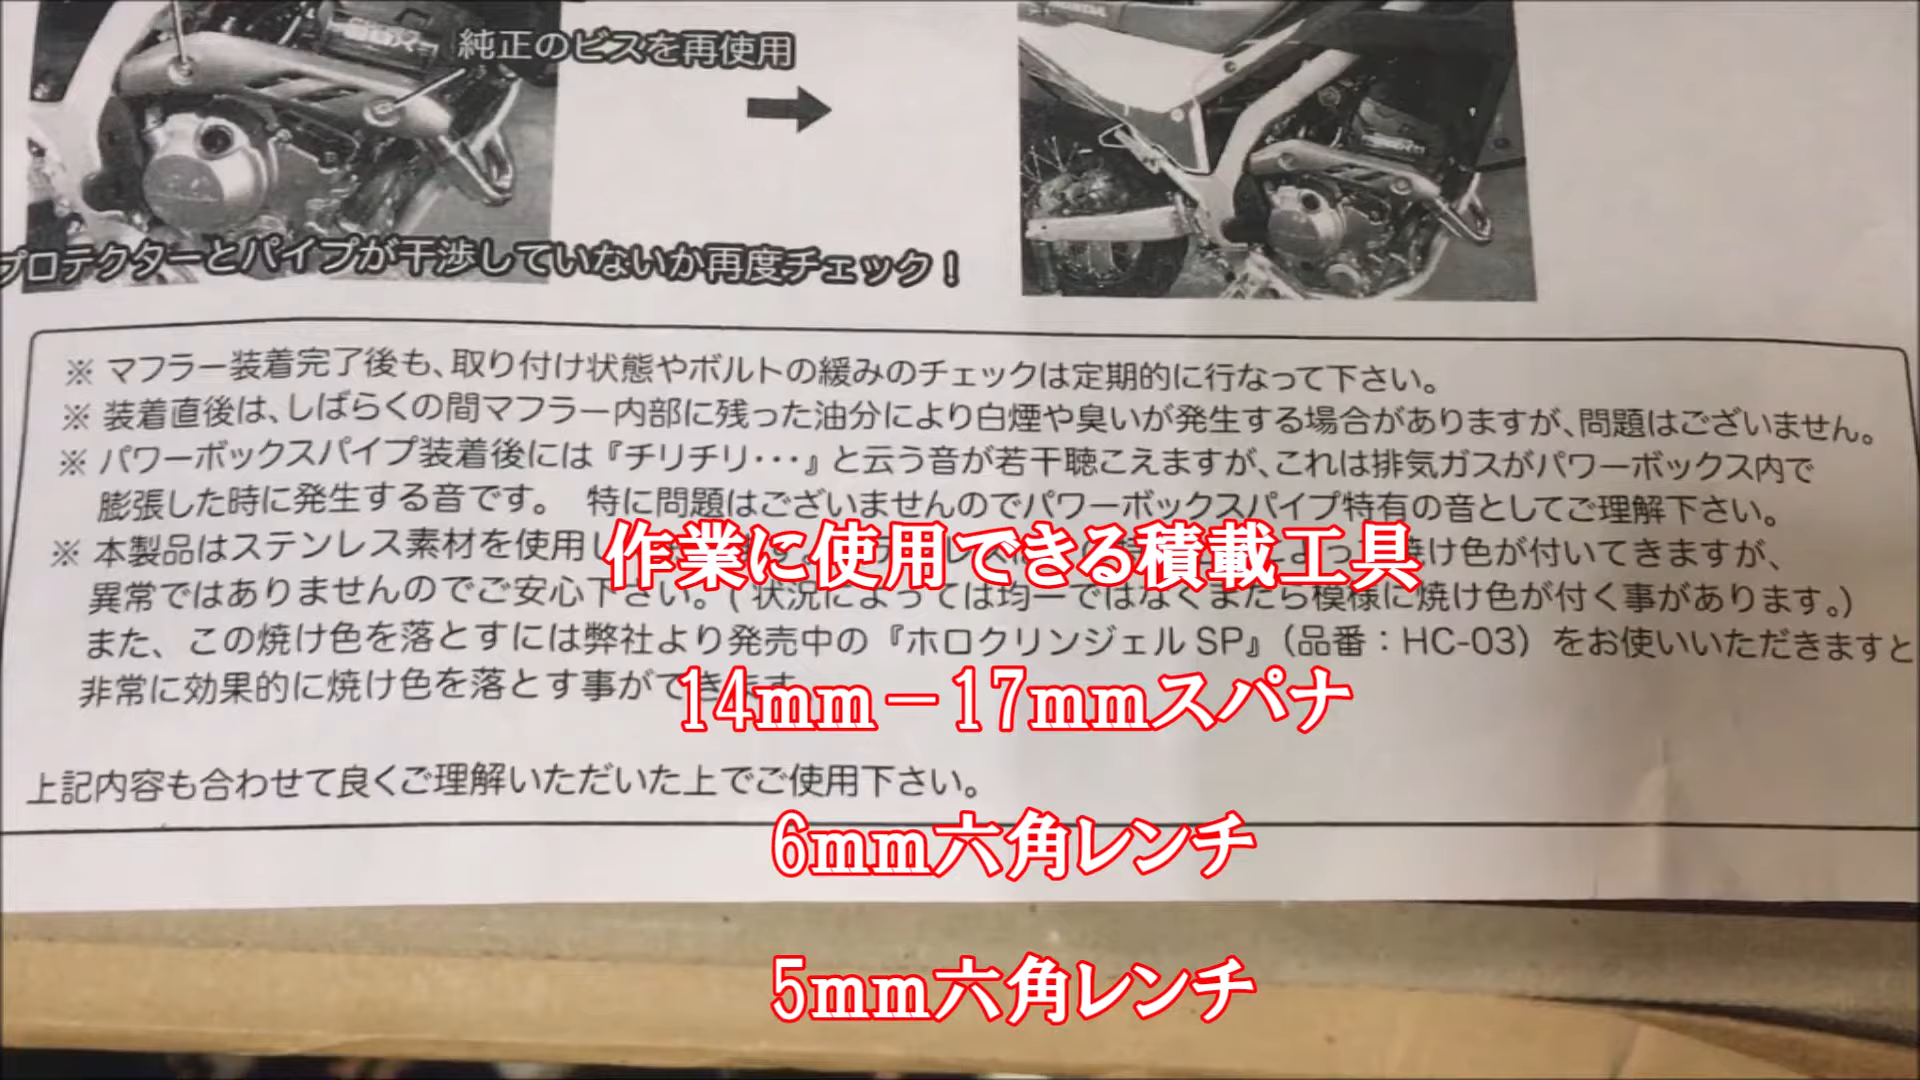 純正のビスを再使用
プロテクターとパイプが干渉していないか再度チェック！
※ マフラー装着完了後も、取り付け状態やボルトの緩みのチェックは定期的に行なって下さい。
※ 装着直後は、しばらくの間マフラー内部に残った油分により白煙や臭いが発生する場合がありますが、問題はございません。
※ パワーボックスパイプ装着後には『チリチリ・・・』と云う音が若干聴こえますが、これは排気ガスがパワーボックス内で
膨張した時に発生する音です。 特に問題はございませんのでパワーボックスパイプ特有の音としてご理解下さい。
※ 本製品はステンレス素材を使用し 焼け色が付いてきますが、
作業に使用できる積載工具
異常ではありませんのでご安心下さい。( 状況によっては均一ではなくまだら模様に焼け色が付く事があります。)
また、この焼け色を落とすには弊社より発売中の『ホロクリンジェル SP』（品番：HC-03）をお使いいただきますと
非常に効果的に焼け色を落とす事ができます
14mm－17mmスパナ
上記内容も合わせて良くご理解いただいた上でご使用下さい。
6mm六角レンチ
5mm六角レンチ